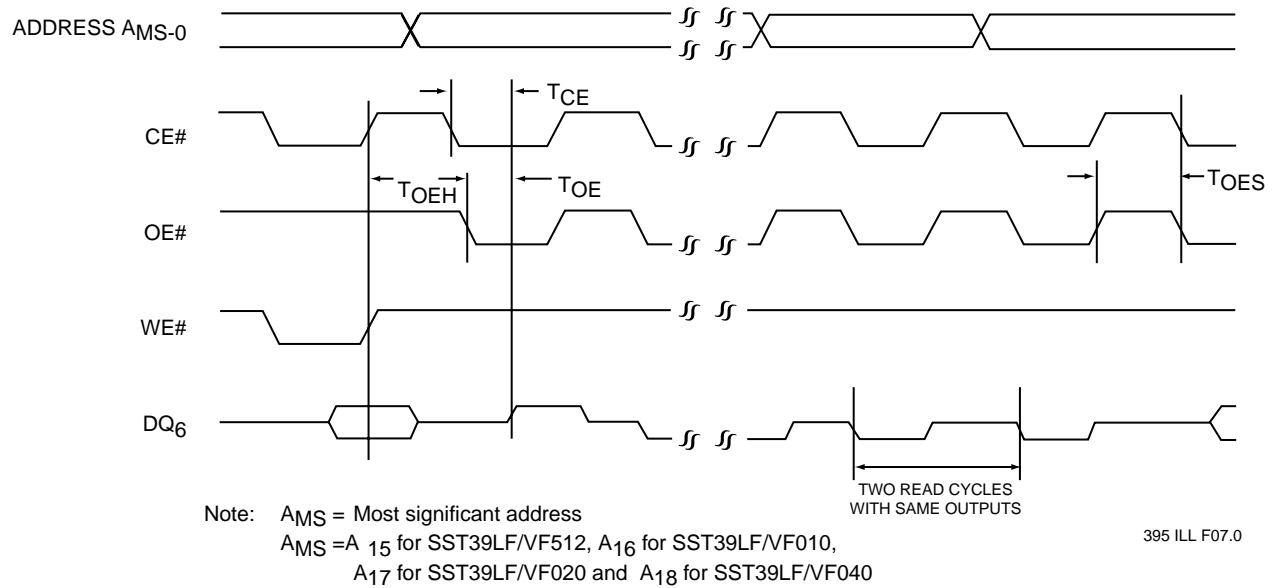 ADDRESS AMS-0
TCE
CE#
TOEH
TOE
TOES
OE#
WE#
DQ6
TWO READ CYCLES
WITH SAME OUTPUTS
Note: AMS = Most significant address
AMS =A 15 for SST39LF/VF512, A16 for SST39LF/VF010,
A17 for SST39LF/VF020 and A18 for SST39LF/VF040
395 ILL F07.0